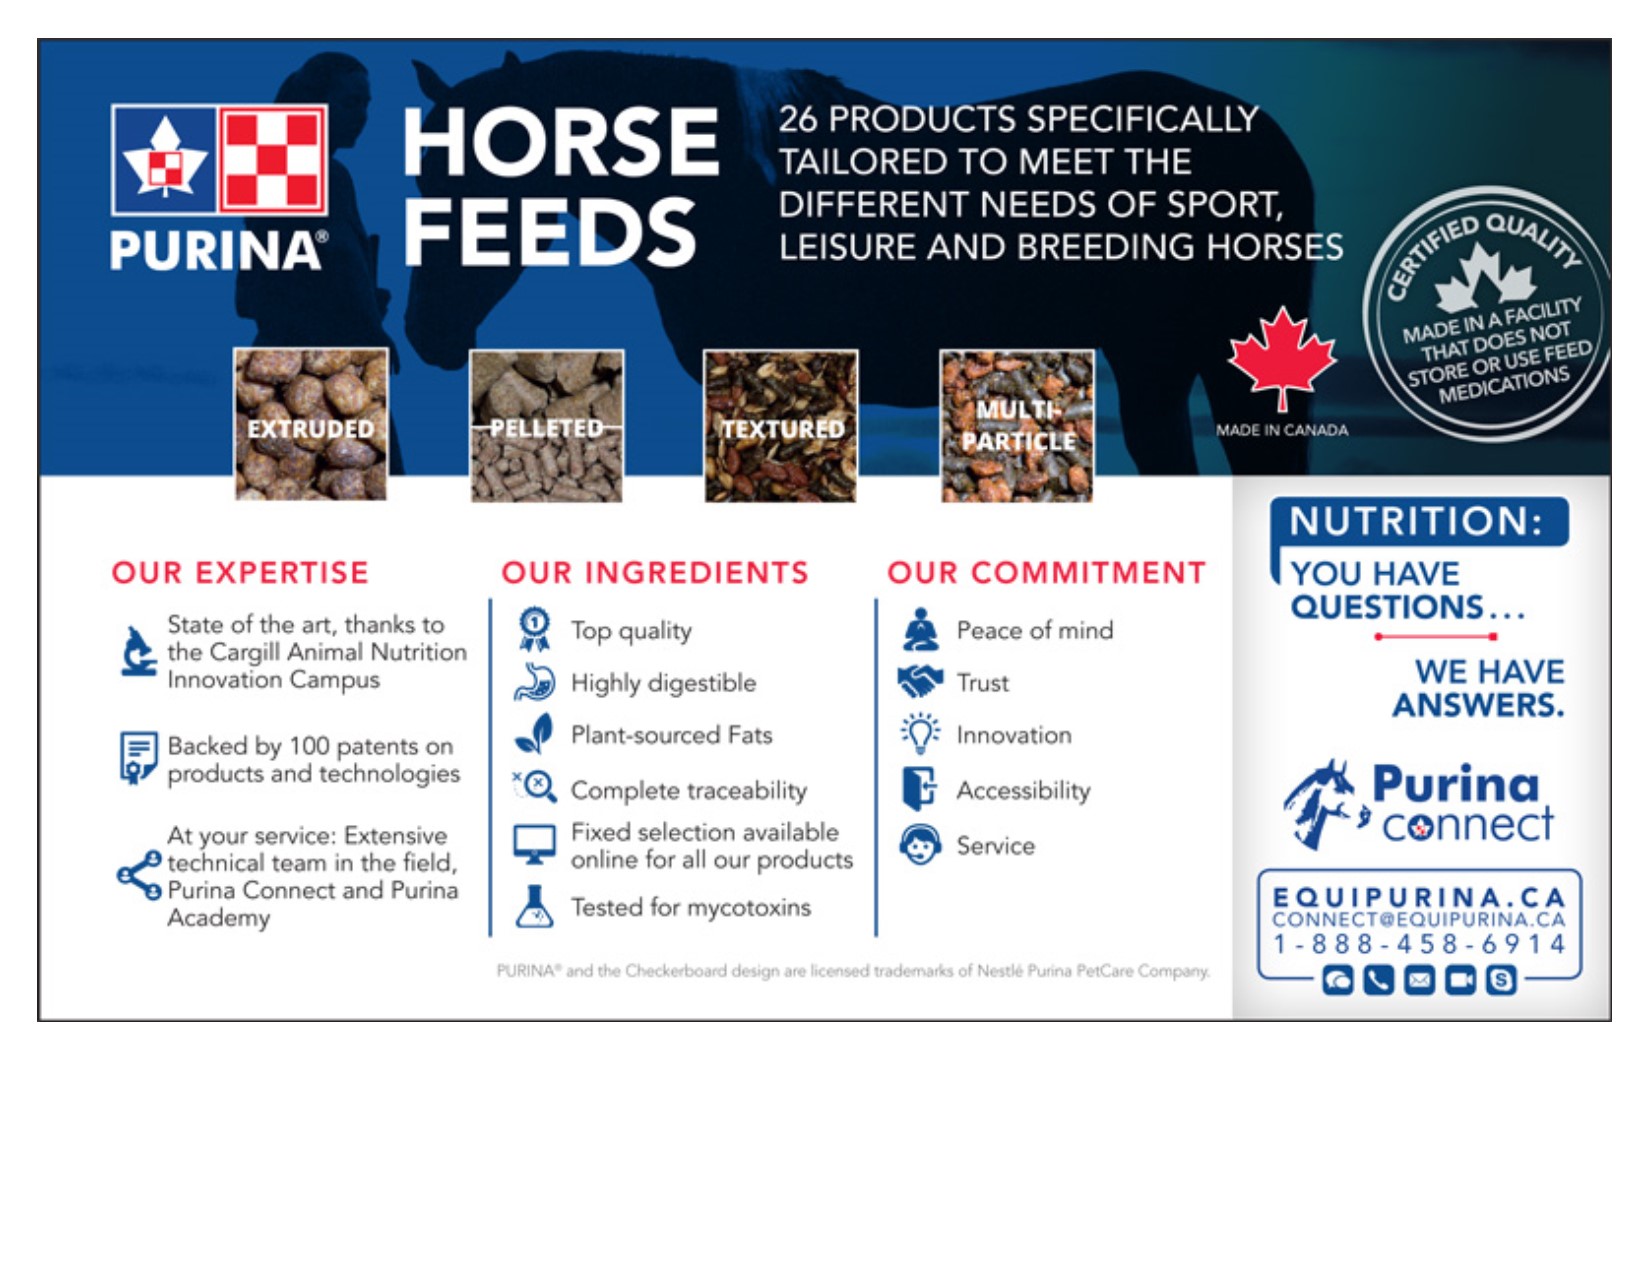 PURINA®
HORSE
FEEDS
26 PRODUCTS SPECIFICALLY
TAILORED TO MEET THE
DIFFERENT NEEDS OF SPORT,
LEISURE AND BREEDING HORSES
CERTIFIED QUALITY
MADE IN A FACILITY
THAT DOES NOT
STORE OR USE FEED
MEDICATIONS
MADE IN CANADA
EXTRUDED
PELLETED
TEXTURED
MULTI-
PARTICLE
OUR EXPERTISE
State of the art, thanks to
the Cargill Animal Nutrition
Innovation Campus
Backed by 100 patents on
products and technologies
At your service: Extensive
technical team in the field,
Purina Connect and Purina
Academy
OUR INGREDIENTS
1
Top quality
Highly digestible
Plant-sourced Fats
Complete traceability
Fixed selection available
online for all our products
Tested for mycotoxins
OUR COMMITMENT
Peace of mind
Trust
Innovation
Accessibility
Service
PURINA® and the Checkerboard design are licensed trademarks of Nestlé Purina PetCare Company.
NUTRITION:
YOU HAVE
QUESTIONS...
WE HAVE
ANSWERS.
Purina
connect
EQUIPURINA.CA
CONNECT@EQUIPURINA.CA
1-888-458-6914